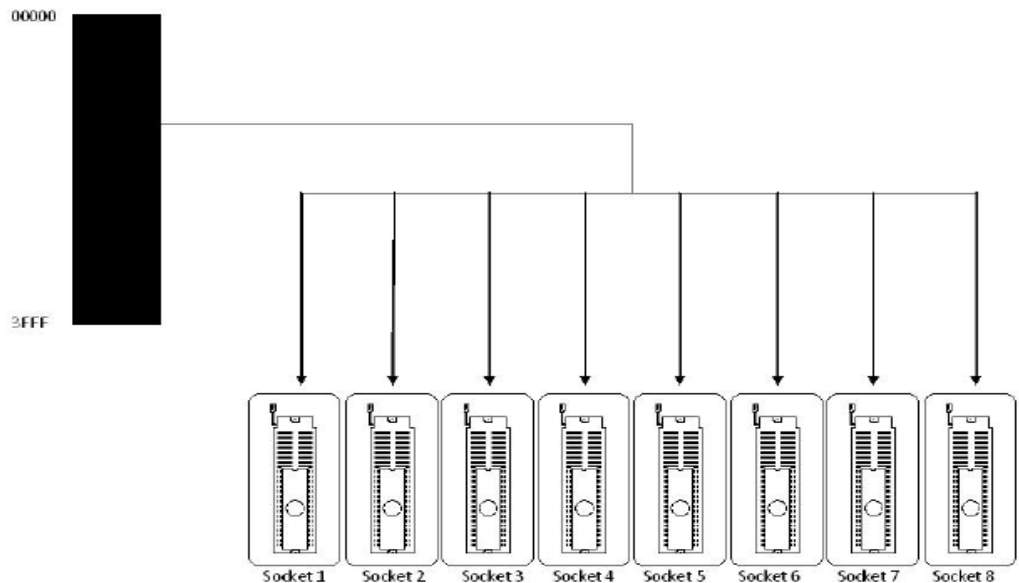 00000
3FFF
Socket 1
Socket 2
Socket 3
Socket 4
Socket 5
Socket 6
Socket 7
Socket 8